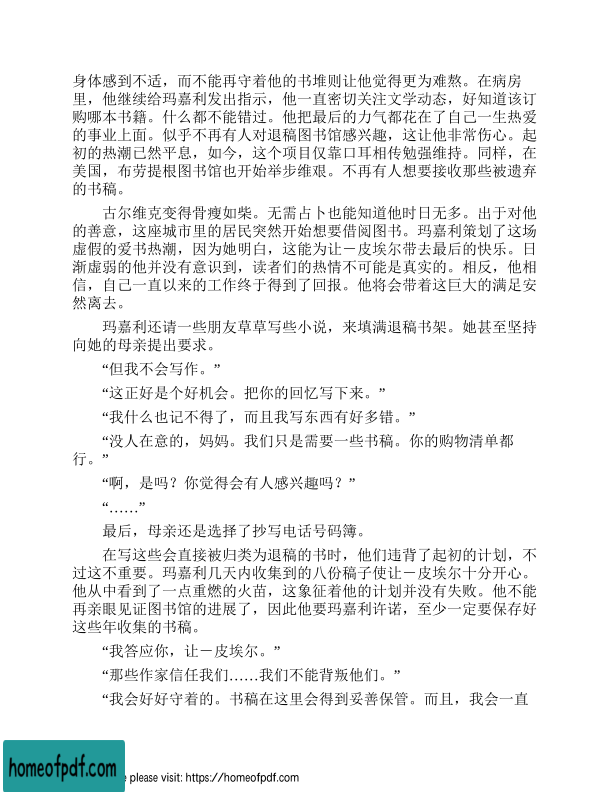 身体感到不适，而不能再守着他的书堆则让他觉得更为难熬。在病房
里，他继续给玛嘉利发出指示，他一直密切关注文学动态，好知道该订
购哪本书籍。什么都不能错过。他把最后的力气都花在了自己一生热爱
的事业上面。似乎不再有人对退稿图书馆感兴趣，这让他非常伤心。起
初的热潮已然平息，如今，这个项目仅靠口耳相传勉强维持。同样，在
美国，布劳提根图书馆也开始举步维艰。不再有人想要接收那些被遗弃
的书稿。
古尔维克变得骨瘦如柴。无需占卜也能知道他时日无多。出于对他
的善意，这座城市里的居民突然开始想要借阅图书。玛嘉利策划了这场
虚假的爱书热潮，因为她明白，这能为让－皮埃尔带去最后的快乐。日
渐虚弱的他并没有意识到，读者们的热情不可能是真实的。相反，他相
信，自己一直以来的工作终于得到了回报。他将会带着这巨大的满足安
然离去。
玛嘉利还请一些朋友草草写些小说，来填满退稿书架。她甚至坚持
向她的母亲提出要求。
“但我不会写作。”
“这正好是个好机会。把你的回忆写下来。”
“我什么也记不得了，而且我写东西有好多错。”
“没人在意的，妈妈。我们只是需要一些书稿。你的购物清单都
行。”
“啊，是吗？你觉得会有人感兴趣吗？”
“……”
最后，母亲还是选择了抄写电话号码簿。
在写这些会直接被归类为退稿的书时，他们违背了起初的计划，不
过这不重要。玛嘉利几天内收集到的八份稿子使让－皮埃尔十分开心。
他从中看到了一点重燃的火苗，这象征着他的计划并没有失败。他不能
再亲眼见证图书馆的进展了，因此他要玛嘉利许诺，至少一定要保存好
这些年收集的书稿。
“我答应你，让－皮埃尔。”
“那些作家信任我们……我们不能背叛他们。”
“我会好好守着的。书稿在这里会得到妥善保管。而且，我会一直
homeofpdf.com
please visit: https://homeofpdf.com